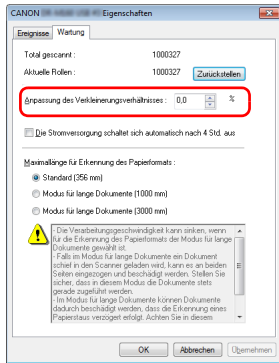 CANON Eigenschaften
Ereignisse Wartung
Total gescannt : 1000327
Aktuelle Rollen : 1000327 Zurückstellen
Anpassung des Verkleinerungsverhältnisses : 0,0 %
Die Stromversorgung schaltet sich automatisch nach 4 Std. aus
Maximallänge für Erkennung des Papierformats :
Standard (356 mm)
Modus für lange Dokumente (1000 mm)
Modus für lange Dokumente (3000 mm)
- Die Verarbeitungsgeschwindigkeit kann sinken, wenn
für die Erkennung des Papierformats der Modus für lange
Dokumente gewählt ist.
- Falls im Modus für lange Dokumente ein Dokument
schief in den Scanner geladen wird, kann es an beiden
Seiten eingezogen und beschädigt werden. Stellen Sie
sicher, dass in diesem Modus die Dokumente stets
gerade zugeführt werden.
- Im Modus für lange Dokumente können Dokumente
dadurch beschädigt werden, dass die Erkennung eines
Papierstaus verzögert erfolgt. Achten Sie in diesem
OK Abbrechen Übernehmen